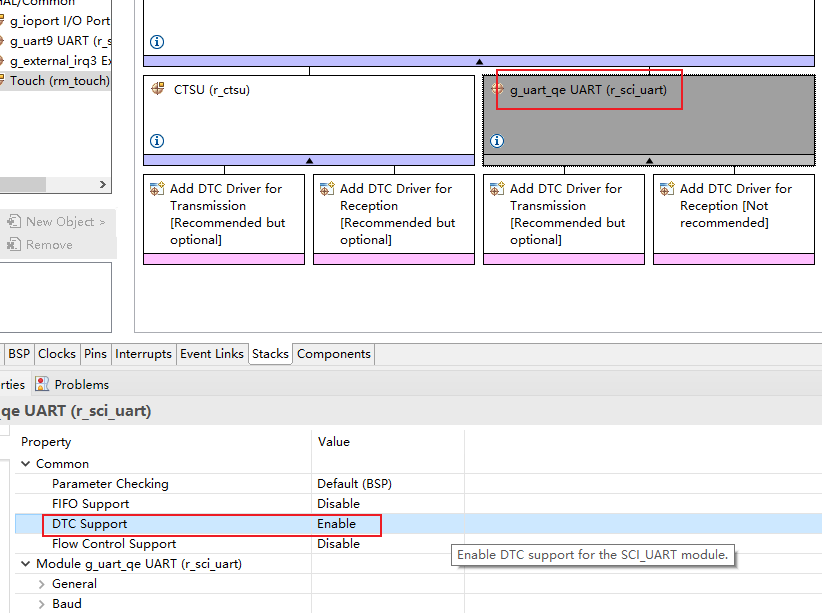 HAL/Common
g_ioport I/O Port
g_uart9 UART (r_s
g_external_irq3 Ex
Touch (rm_touch)
New Object >
Remove
CTSU (r_ctsu)
g_uart_qe UART (r_sci_uart)
Add DTC Driver for
Transmission
[Recommended but
optional]
Add DTC Driver for
Reception
[Recommended but
optional]
Add DTC Driver for
Transmission
[Recommended but
optional]
Add DTC Driver for
Reception [Not
recommended]
BSP Clocks Pins Interrupts Event Links Stacks Components
rties Problems
_qe UART (r_sci_uart)
Property Value
Common
Parameter Checking Default (BSP)
FIFO Support Disable
DTC Support Enable
Flow Control Support Disable
Enable DTC support for the SCI_UART module.
Module g_uart_qe UART (r_sci_uart)
General
Baud